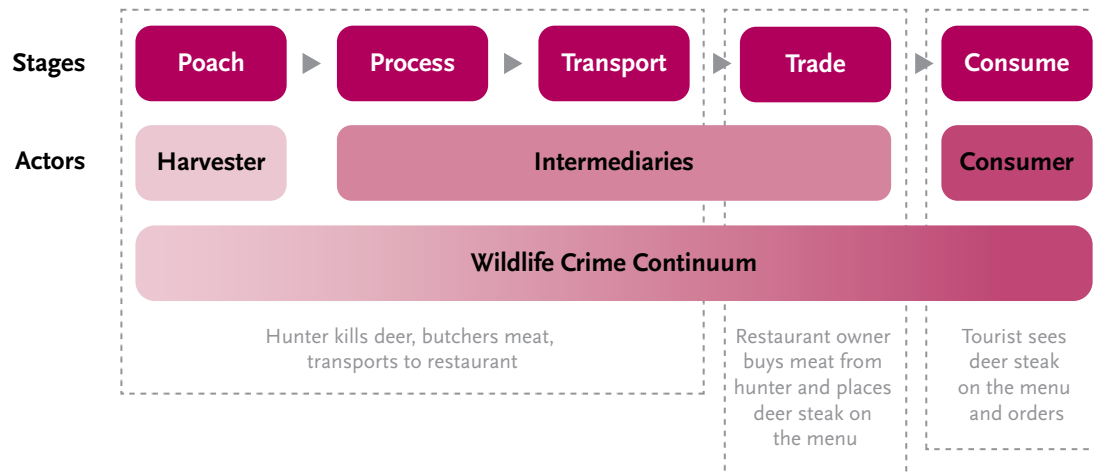 Stages
Poach
Process
Transport
Trade
Consume
Actors
Harvester
Intermediaries
Consumer
Wildlife Crime Continuum
Hunter kills deer, butchers meat,
transports to restaurant
Restaurant owner
buys meat from
hunter and places
deer steak on
the menu
Tourist sees
deer steak
on the menu
and orders